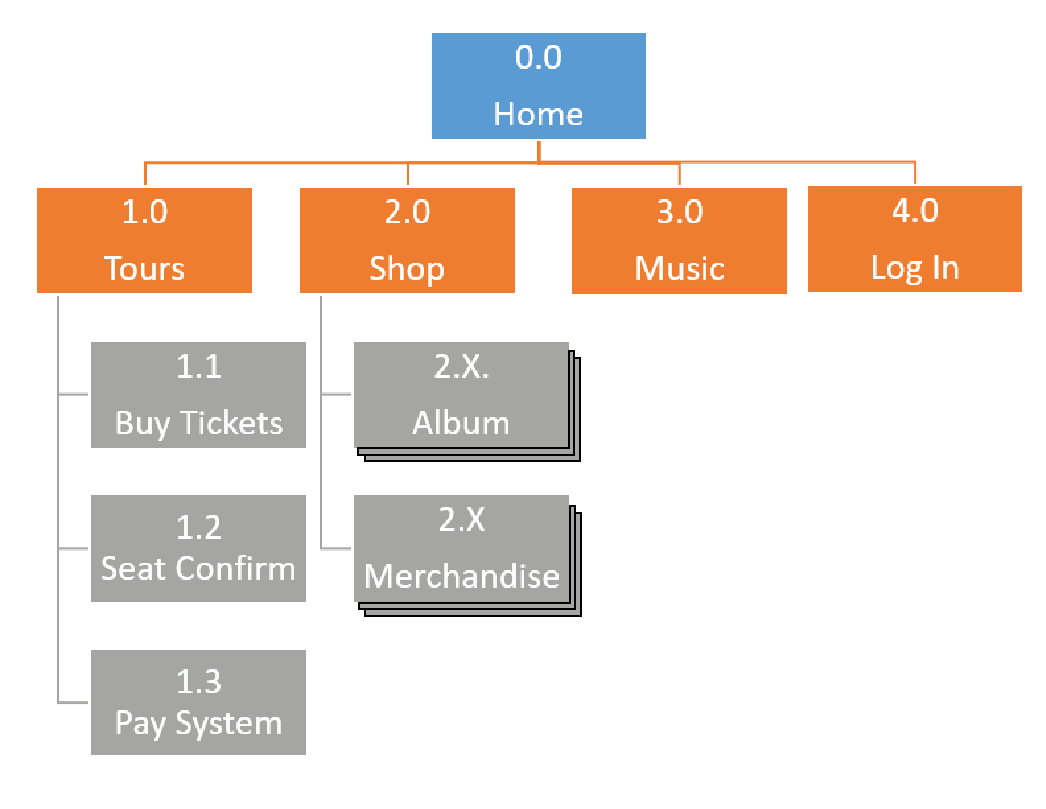 0.0
Home
1.0
Tours
2.0
Shop
3.0
Music
4.0
Log In
1.1
Buy Tickets
2.X.
Album
1.2
Seat Confirm
2.X
Merchandise
1.3
Pay System